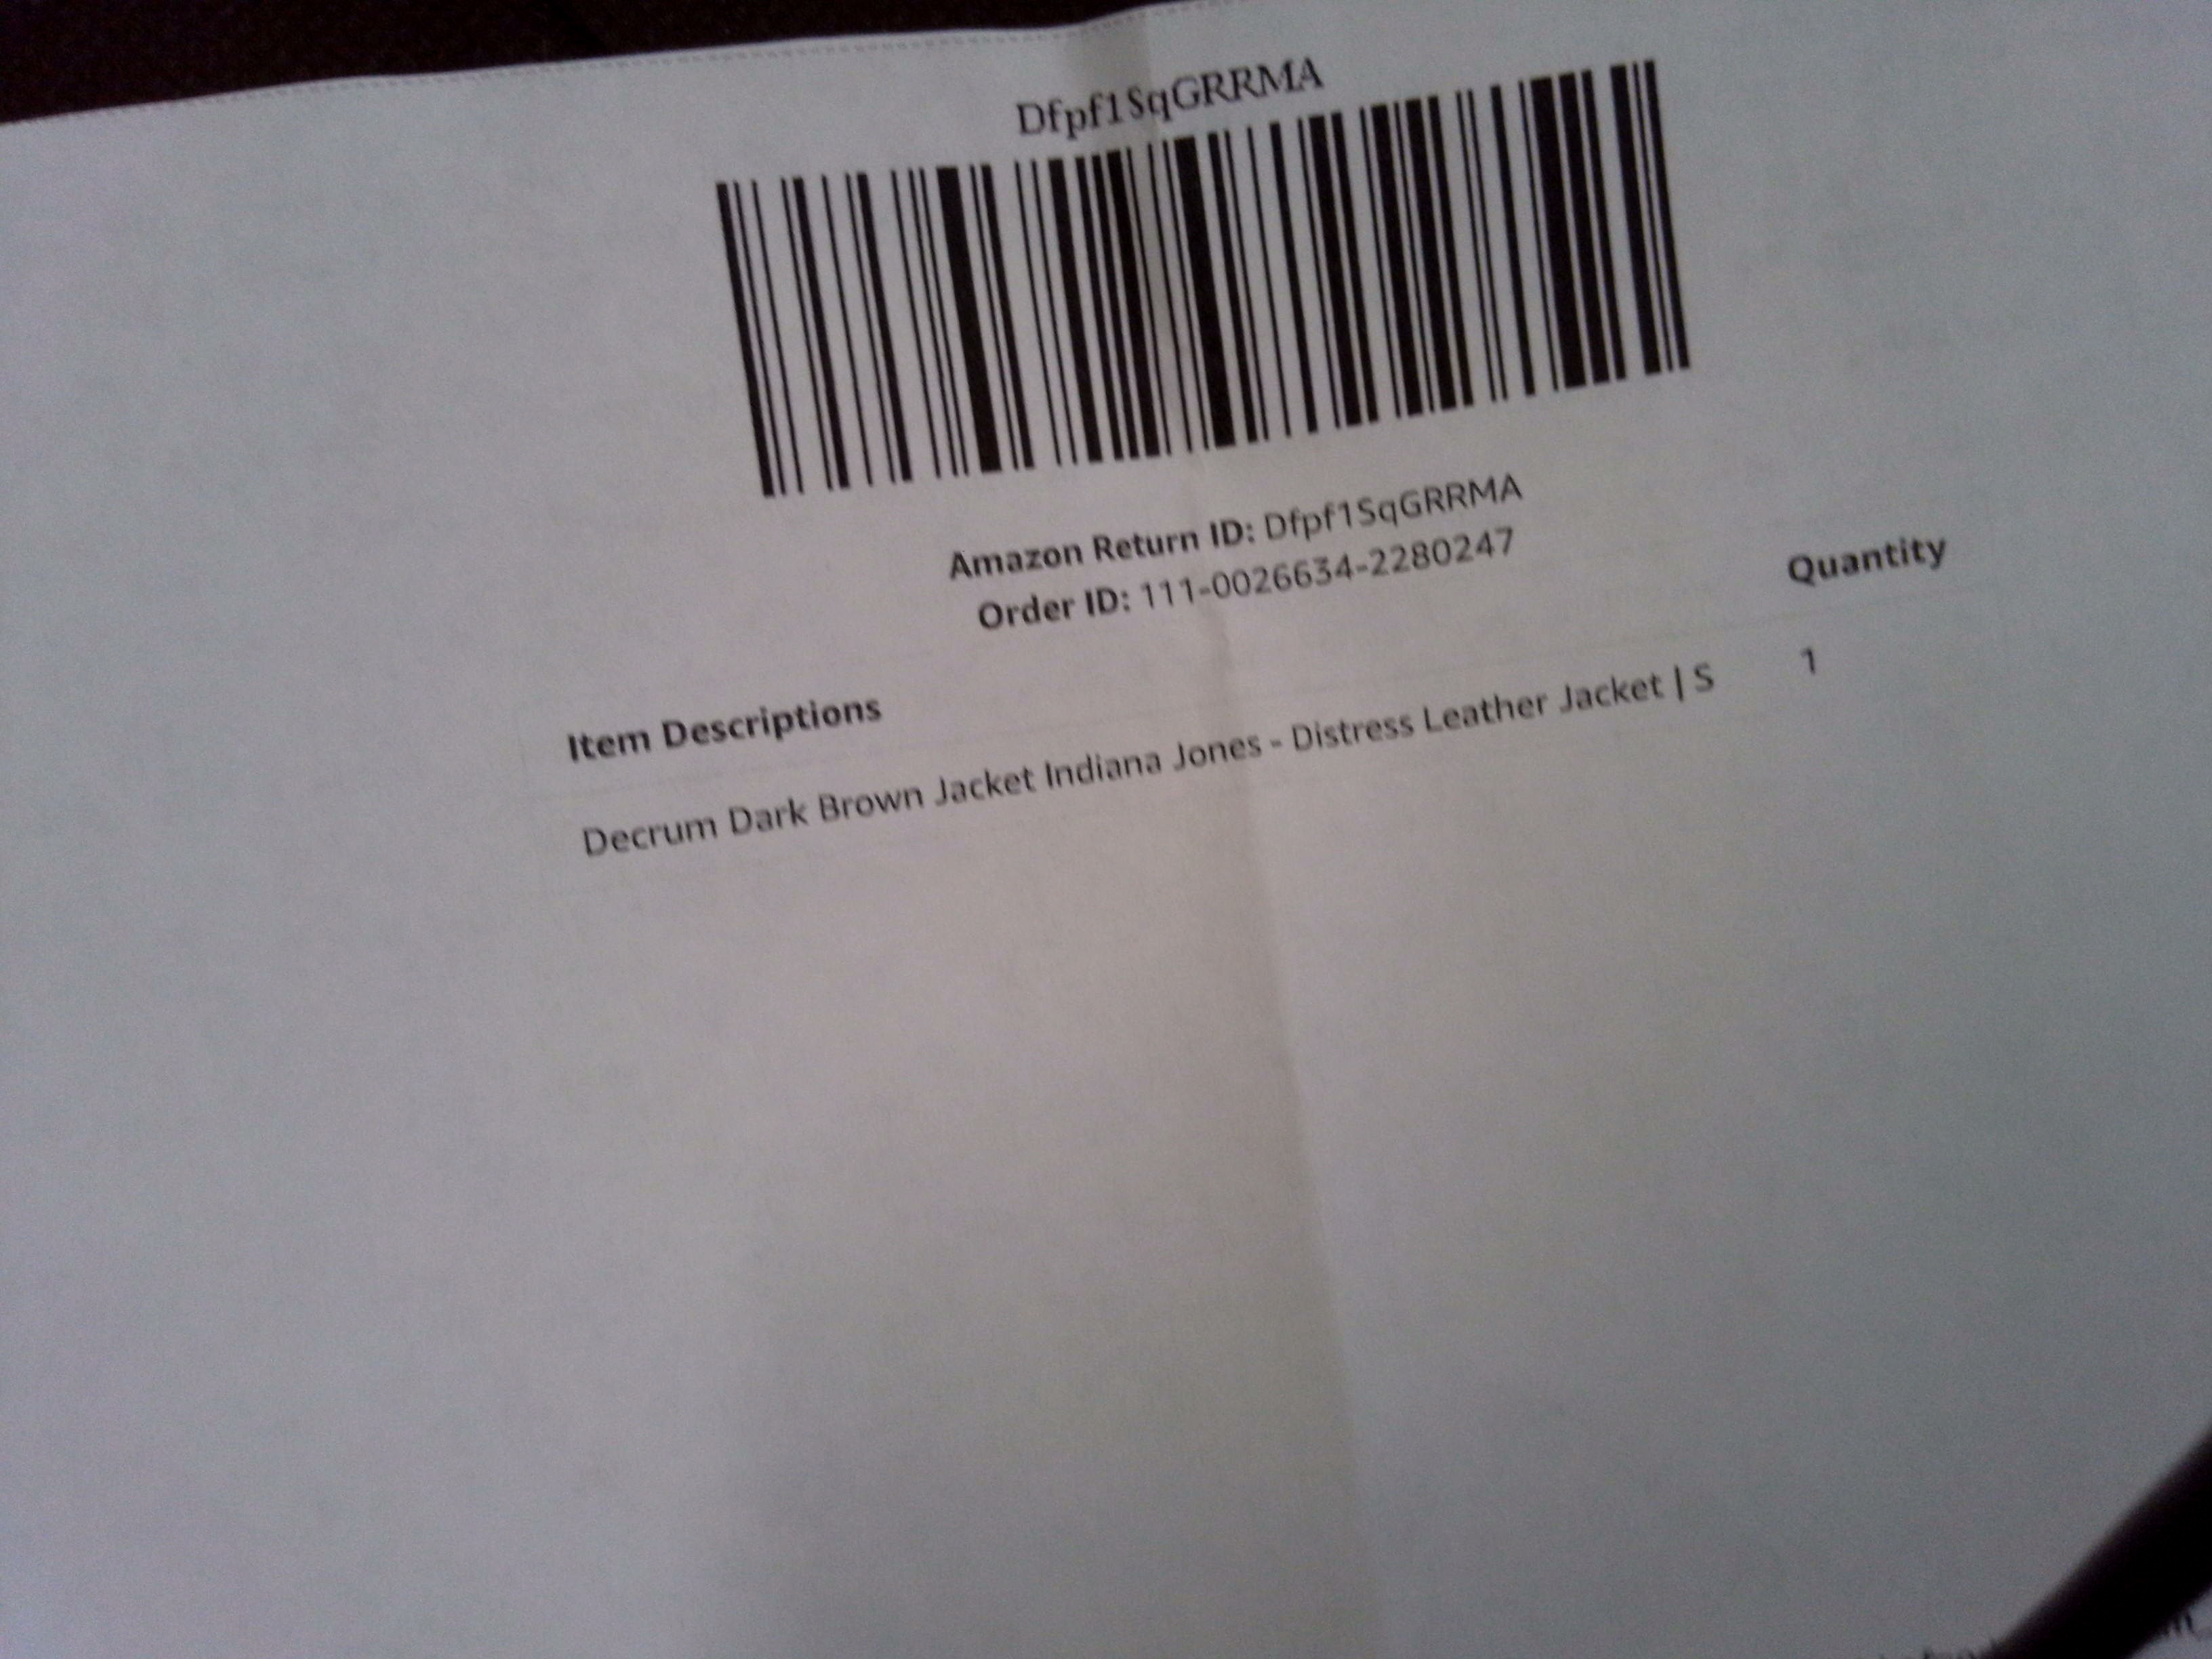 Dfpf1SqGRRMA
Amazon Return ID: Dfpf1SqGRRMA
Order ID: 111-0026634-2280247
Item Descriptions Quantity
Decrum Dark Brown Jacket Indiana Jones - Distress Leather Jacket | S 1